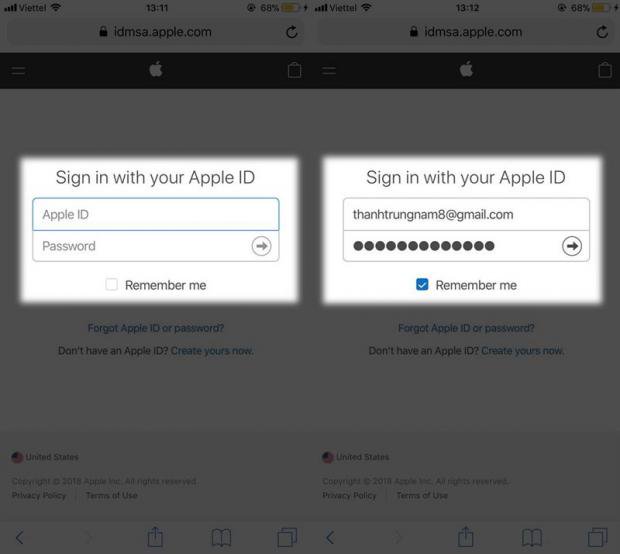 Viettel 13:11 68%
idmsa.apple.com
Sign in with your Apple ID
Apple ID
Password
Remember me
Forgot Apple ID or password?
Don't have an Apple ID? Create yours now.
United States
Copyright © 2018 Apple Inc. All rights reserved.
Privacy Policy Terms of Use
Viettel 13:12 68%
idmsa.apple.com
Sign in with your Apple ID
thanhtrungnam8@gmail.com
●●●●●●●●●●●●●
Remember me
Forgot Apple ID or password?
Don't have an Apple ID? Create yours now.
United States
Copyright © 2018 Apple Inc. All rights reserved.
Privacy Policy Terms of Use